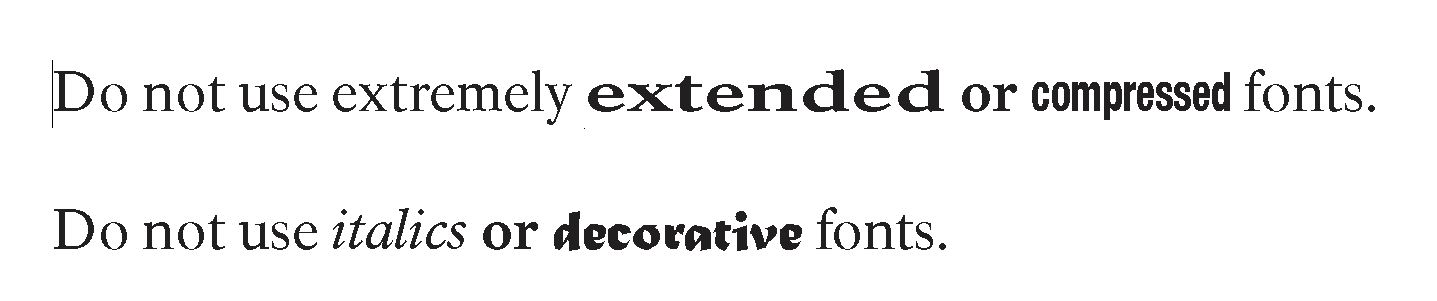 Do not use extremely extended or compressed fonts.
Do not use italics or decorative fonts.